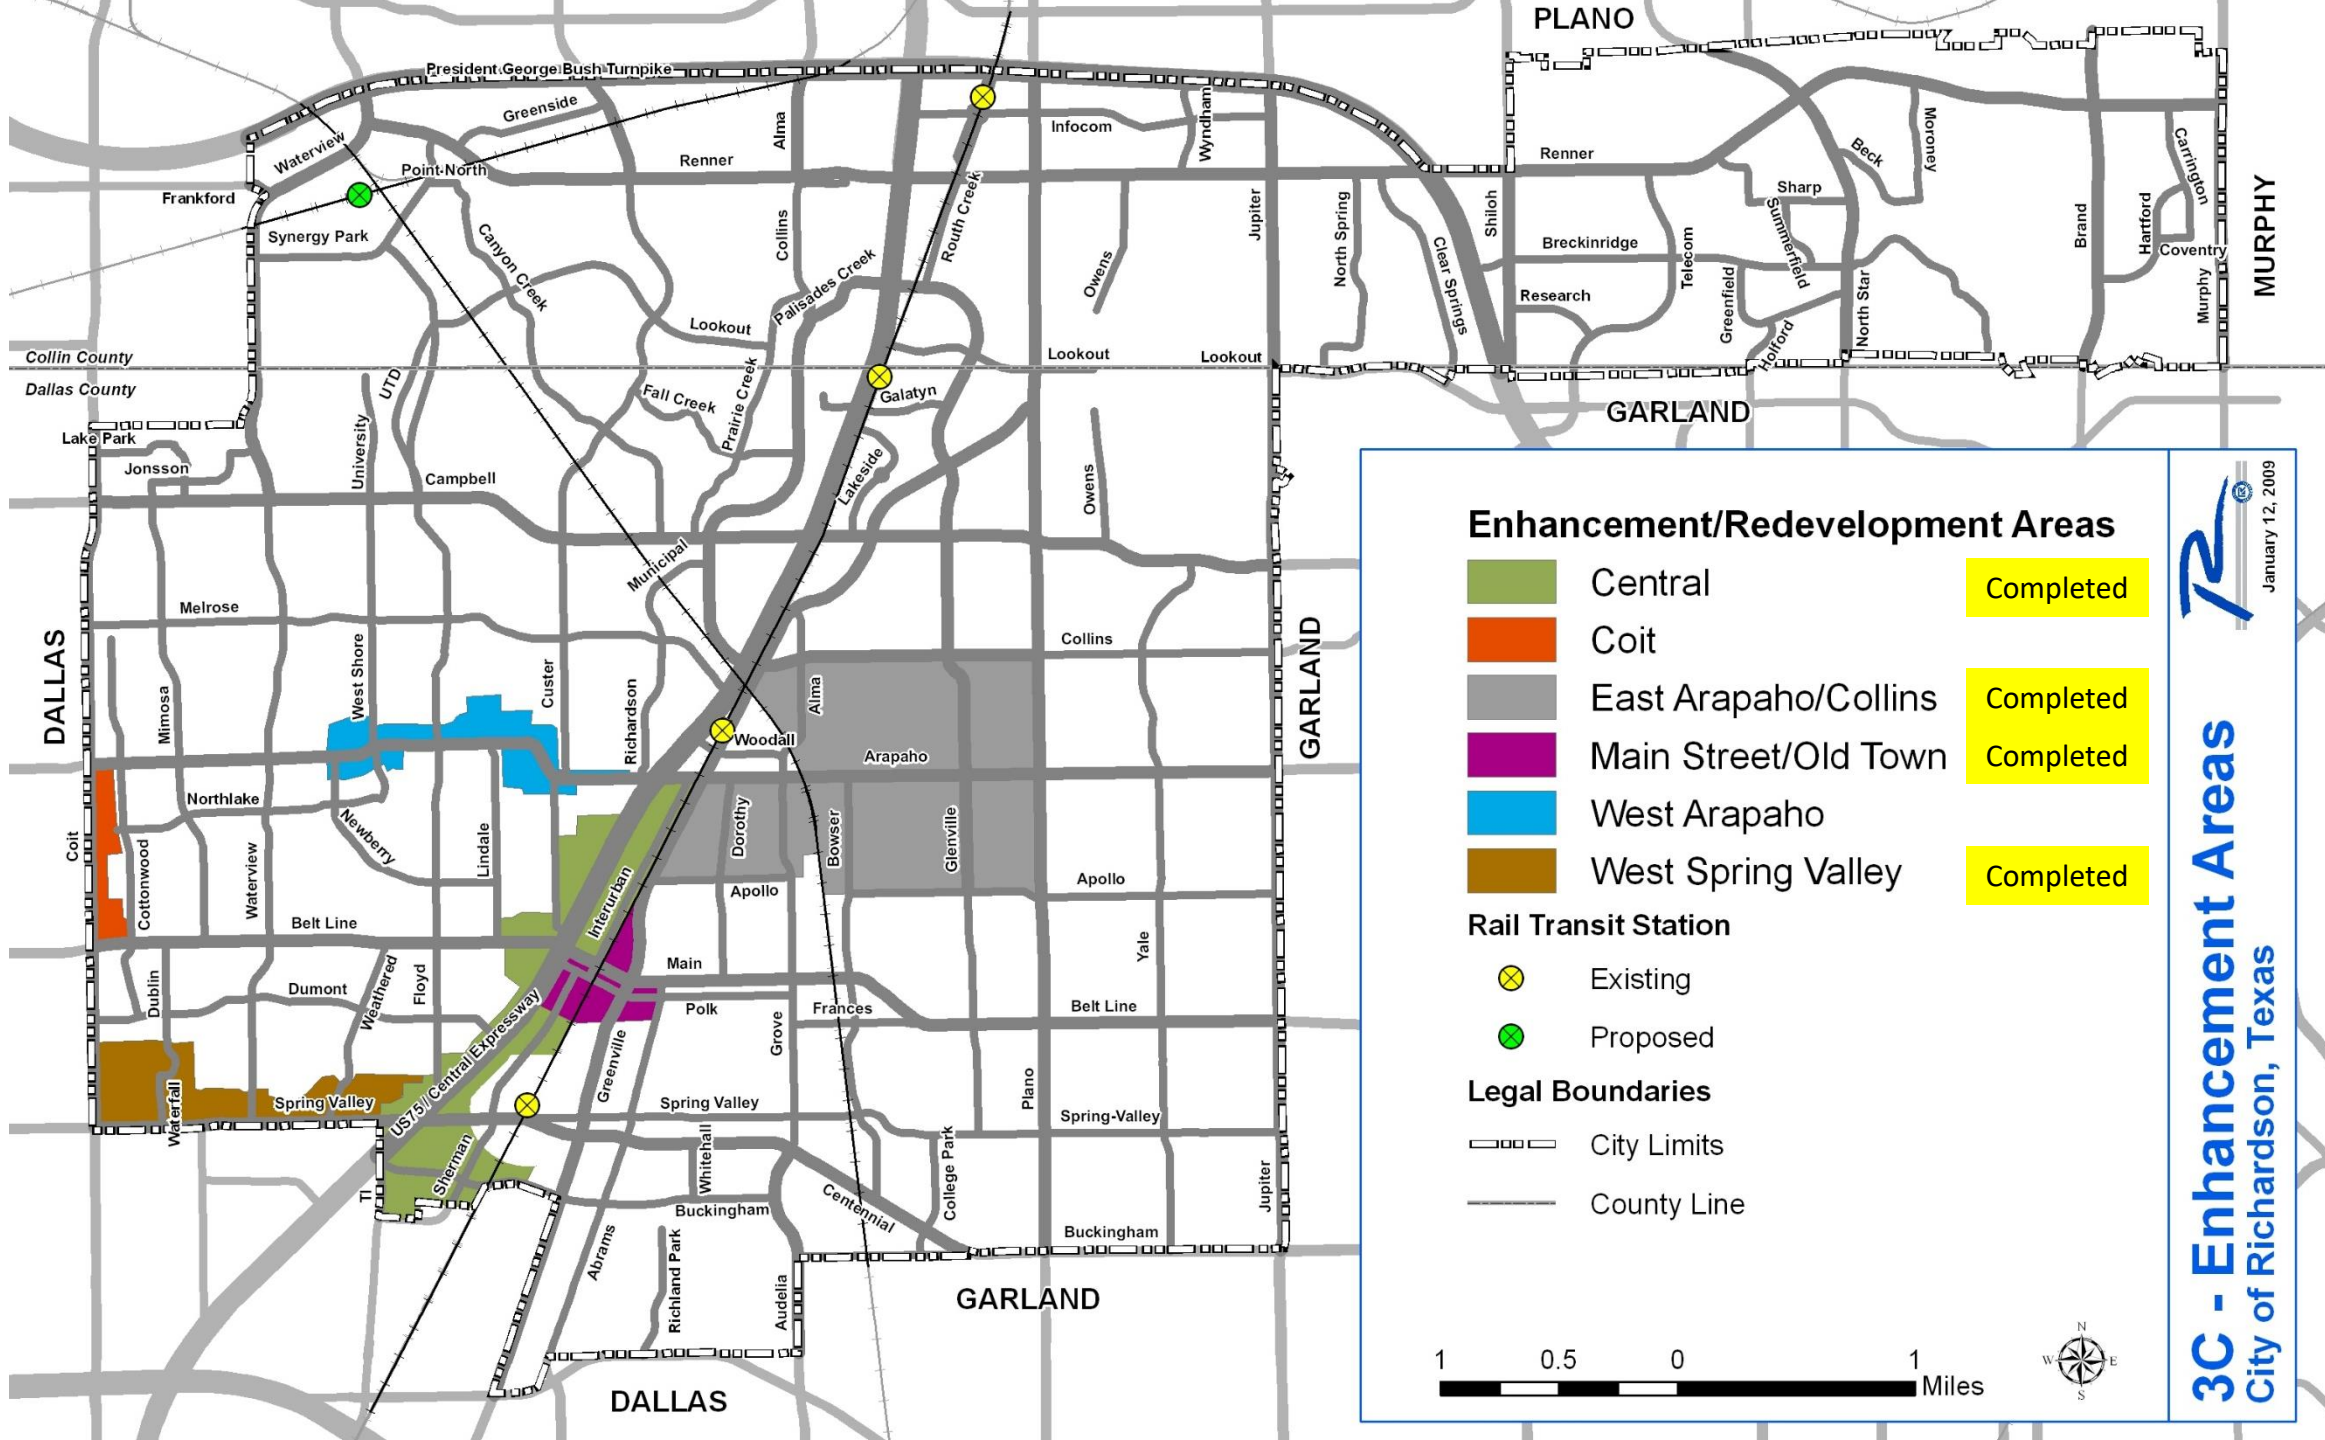 PLANO
President George Bush Turnpike
Greenside
Alma
Infocom
Wyndham
Moroney
Waterview
Point North
Renner
Renner
Beck
Carrington
Frankford
Collins
Routh Creek
Jupiter
North Spring
Shiloh
Sharp
Summerfield
Brand
Hartford
MURPHY
Synergy Park
Canyon Creek
Palisades Creek
Owens
Clear Springs
Breckinridge
Telecom
Coventry
Research
Greenfield
North Star
Murphy
Lookout
Holford
Collin County
Lookout
Lookout
Dallas County
UTD
Fall Creek
Prairie Creek
Galatyn
GARLAND
Lake Park
University
Jonsson
Campbell
Lakeside
Owens
Municipal
Melrose
Collins
DALLAS
West Shore
Custer
Richardson
Mimosa
Alma
GARLAND
Woodall
Arapaho
Northlake
Newberry
Coit
Cottonwood
Waterview
Lindale
Dorothy
Bowser
Glenville
Interurban
Apollo
Apollo
Belt Line
Yale
Main
Dublin
Dumont
Weathered
Floyd
Polk
Frances
Belt Line
US75 / Central Expressway
Greenville
Grove
Plano
Waterfall
Spring Valley
Spring Valley
Spring-Valley
Sherman
Whitehall
College Park
TI
Centennial
Jupiter
Buckingham
Buckingham
Abrams
Richland Park
Audelia
GARLAND
DALLAS
Enhancement/Redevelopment Areas
Central Completed
Coit
East Arapaho/Collins Completed
Main Street/Old Town Completed
West Arapaho
West Spring Valley Completed
Rail Transit Station
Existing
Proposed
Legal Boundaries
City Limits
County Line
1 0.5 0 1
Miles
N
W E
S
January 12, 2009
3C - Enhancement Areas
City of Richardson, Texas